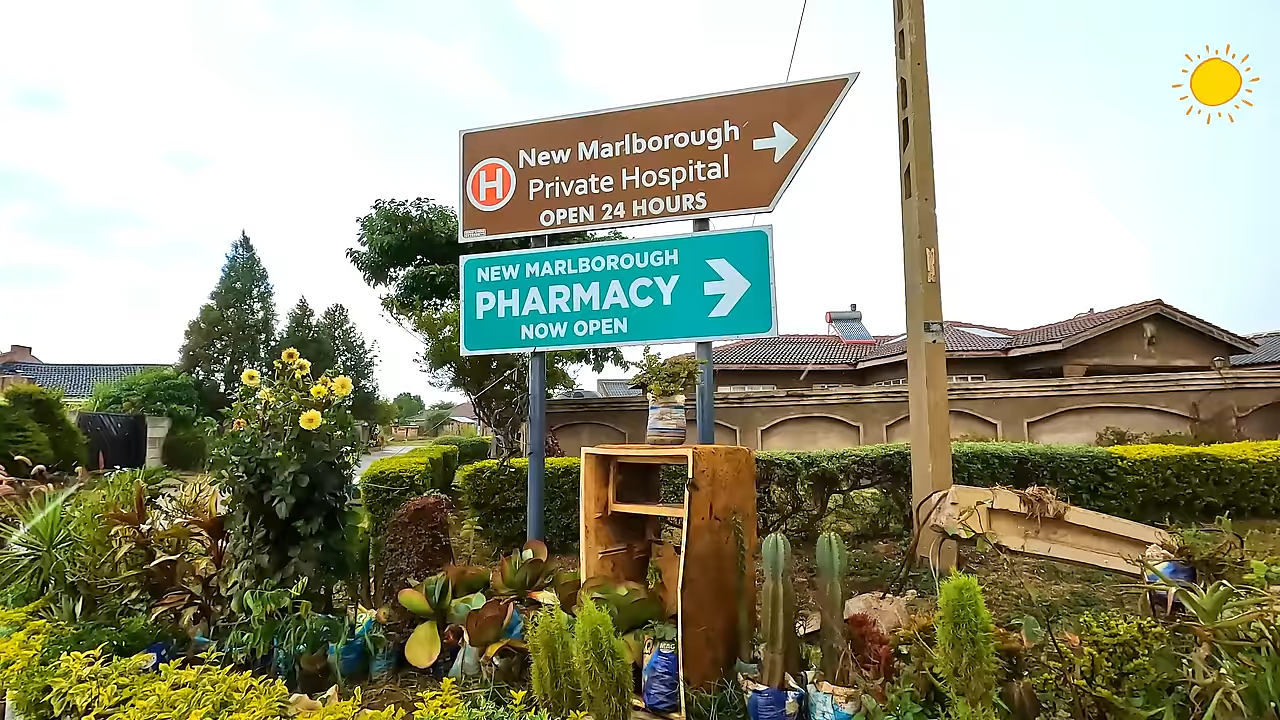 New Marlborough
H
Private Hospital
OPEN 24 HOURS
NEW MARLBOROUGH
PHARMACY
NOW OPEN